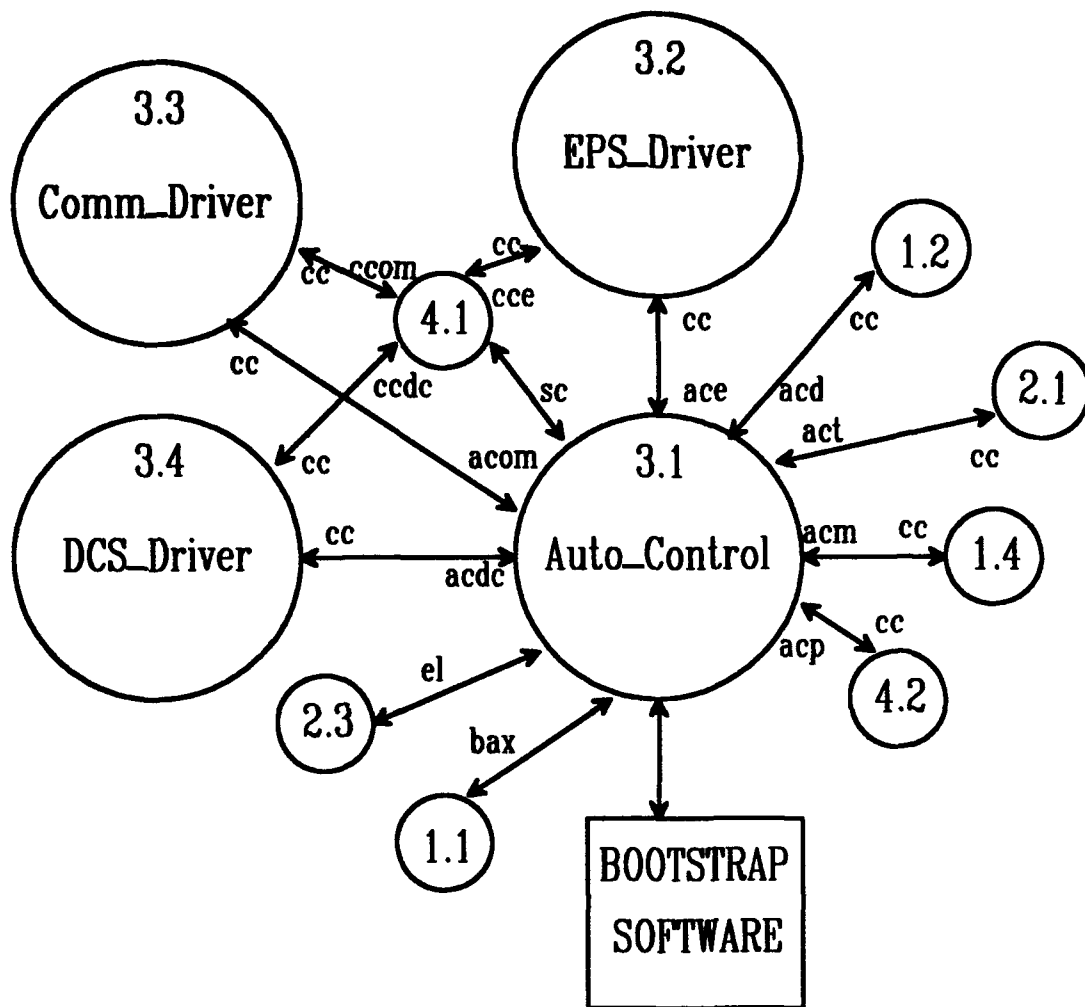 3.2
3.3
EPS_Driver
Comm_Driver
1.2
cc
cc
ccom
cce
4.1
cc
cc
cc
2.1
ccdc
sc
ace
acd
act
cc
3.4
cc
acom
3.1
DCS_Driver
cc
acdc
Auto_Control
acm
cc
1.4
cc
acp
el
2.3
4.2
bax
1.1
BOOTSTRAP
SOFTWARE